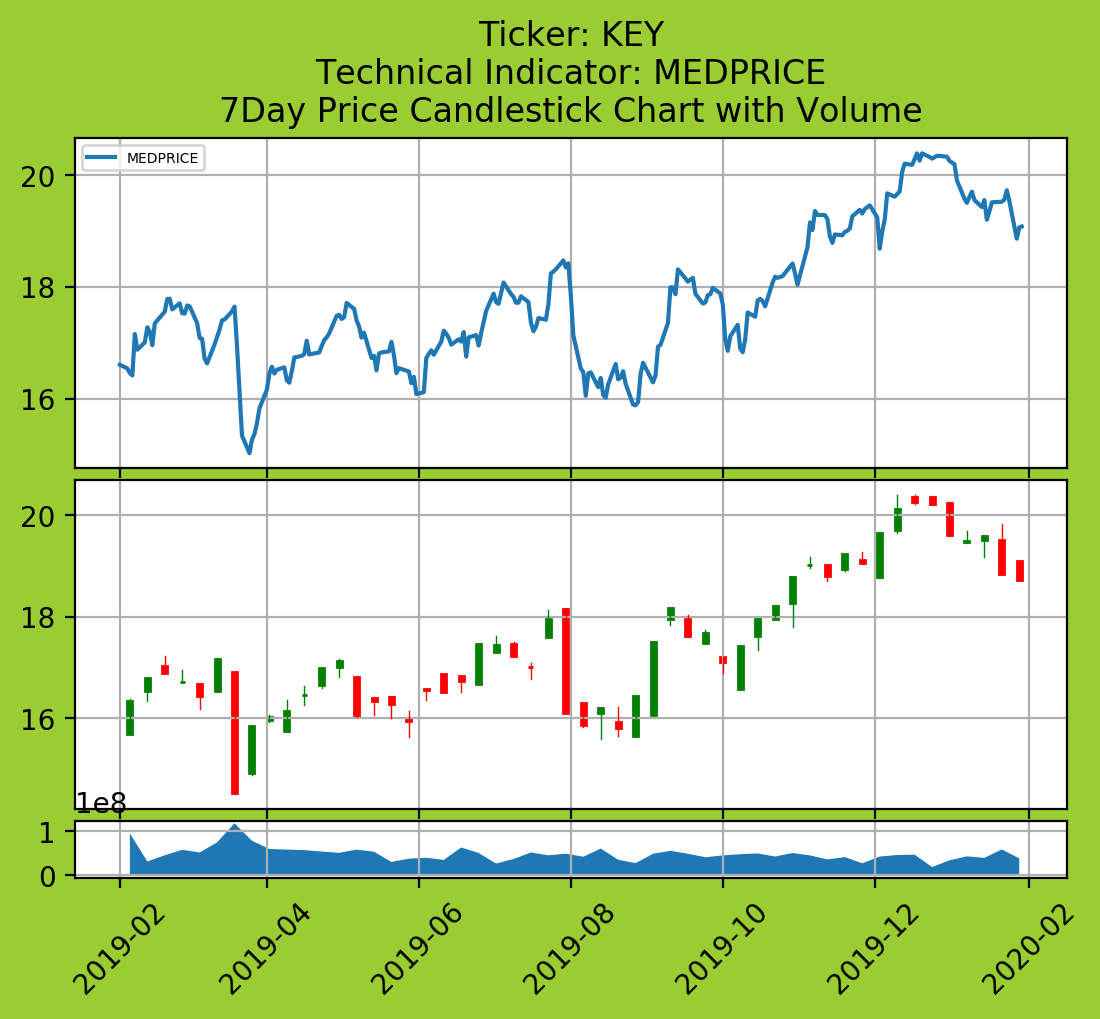 Ticker: KEY
Technical Indicator: MEDPRICE
7Day Price Candlestick Chart with Volume
MEDPRICE
20
18
16
20
18
16
1e8
1
0
2019-02 2019-04 2019-06 2019-08 2019-10 2019-12 2020-02